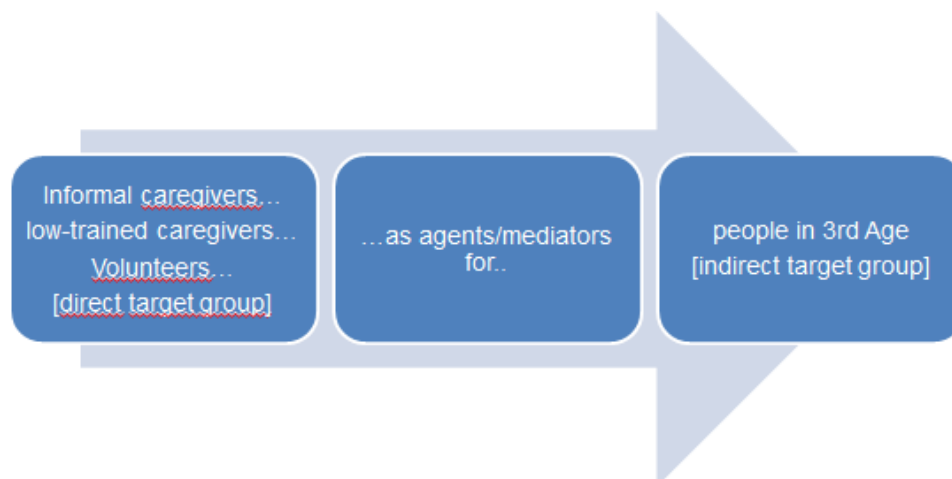 Informal caregivers…
low-trained caregivers…
Volunteers…
[direct target group]
…as agents/mediators
for..
people in 3rd Age
[indirect target group]